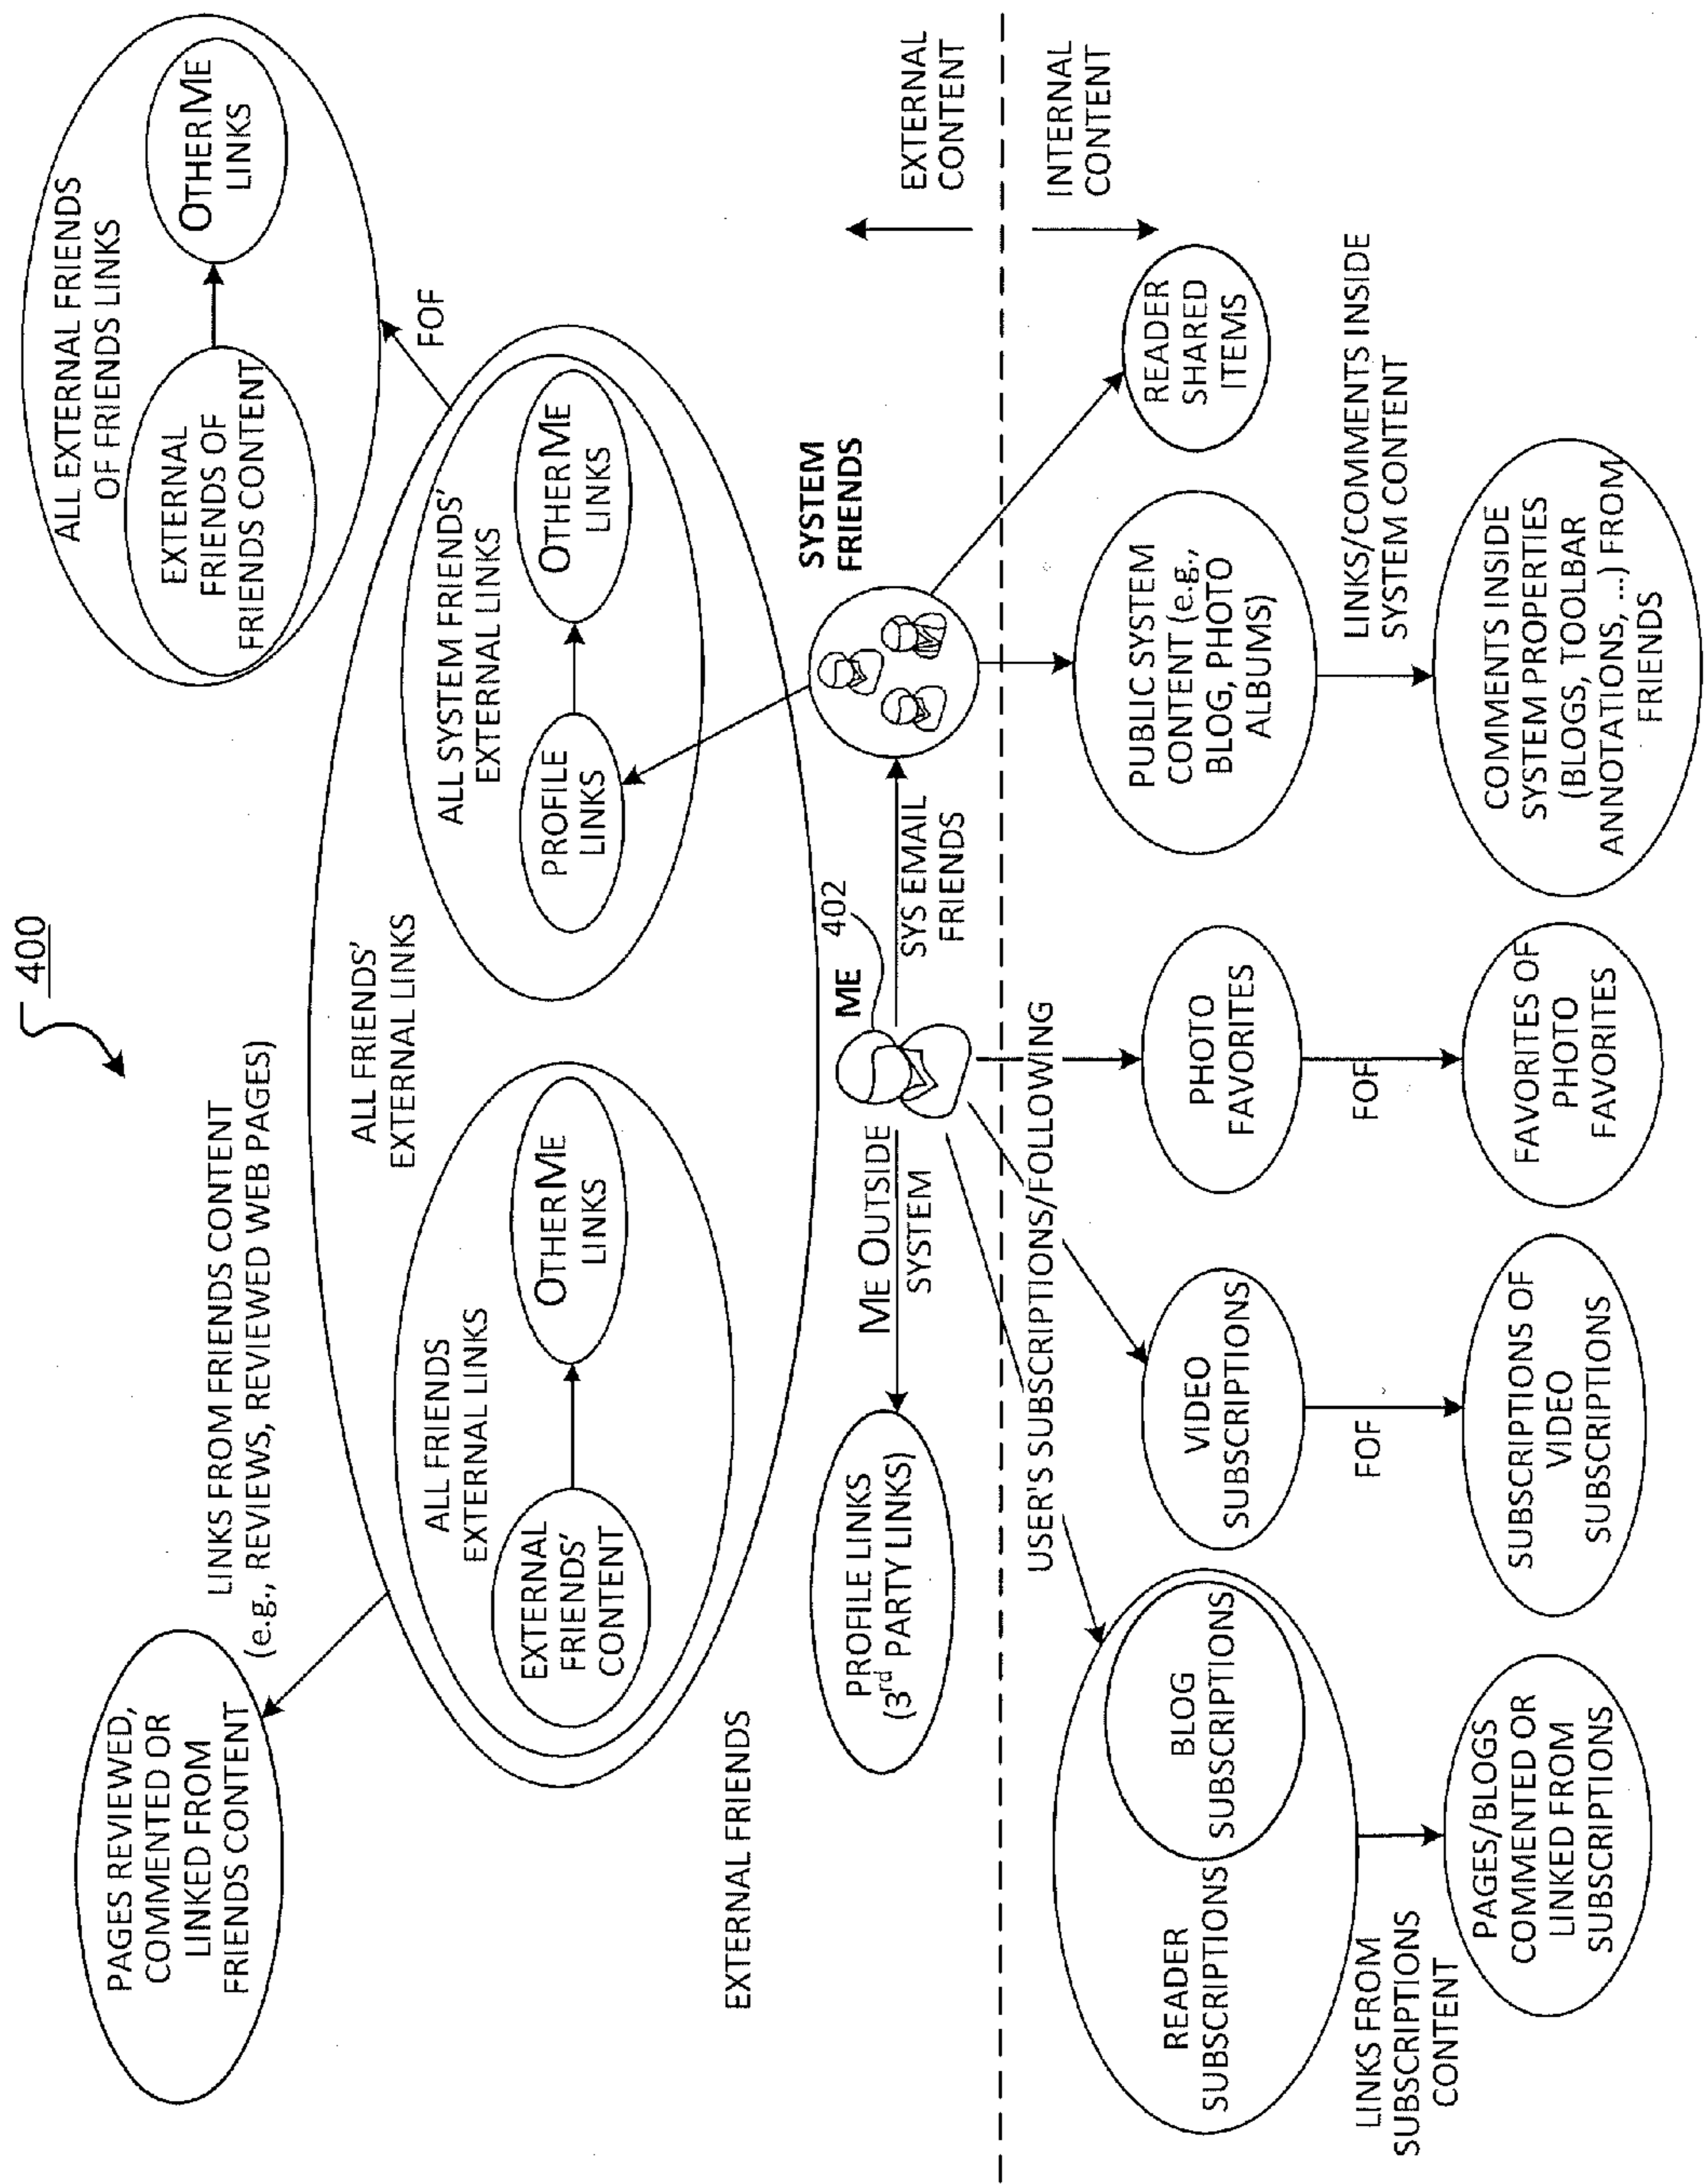 400
PAGES REVIEWED,
COMMENTED OR
LINKED FROM
FRIENDS CONTENT
LINKS FROM FRIENDS CONTENT
(e.g., REVIEWS, REVIEWED WEB PAGES)
ALL EXTERNAL FRIENDS
OF FRIENDS LINKS
EXTERNAL
FRIENDS OF
FRIENDS CONTENT
OTHERME
LINKS
FOF
ALL FRIENDS'
EXTERNAL LINKS
ALL FRIENDS
EXTERNAL LINKS
EXTERNAL
FRIENDS'
CONTENT
OTHERME
LINKS
ALL SYSTEM FRIENDS'
EXTERNAL LINKS
PROFILE
LINKS
OTHERME
LINKS
EXTERNAL FRIENDS
PROFILE LINKS
(3rd PARTY LINKS)
ME OUTSIDE
SYSTEM
ME
402
SYS EMAIL
FRIENDS
SYSTEM
FRIENDS
EXTERNAL
CONTENT
INTERNAL
CONTENT
USER'S SUBSCRIPTIONS/FOLLOWING
READER
SUBSCRIPTIONS
BLOG
SUBSCRIPTIONS
VIDEO
SUBSCRIPTIONS
PHOTO
FAVORITES
PUBLIC SYSTEM
CONTENT (e.g.,
BLOG, PHOTO
ALBUMS)
READER
SHARED
ITEMS
LINKS FROM
SUBSCRIPTIONS
CONTENT
FOF
FOF
LINKS/COMMENTS INSIDE
SYSTEM CONTENT
PAGES/BLOGS
COMMENTED OR
LINKED FROM
SUBSCRIPTIONS
SUBSCRIPTIONS OF
VIDEO
SUBSCRIPTIONS
FAVORITES OF
PHOTO
FAVORITES
COMMENTS INSIDE
SYSTEM PROPERTIES
(BLOGS, TOOLBAR
ANNOTATIONS, ...) FROM
FRIENDS